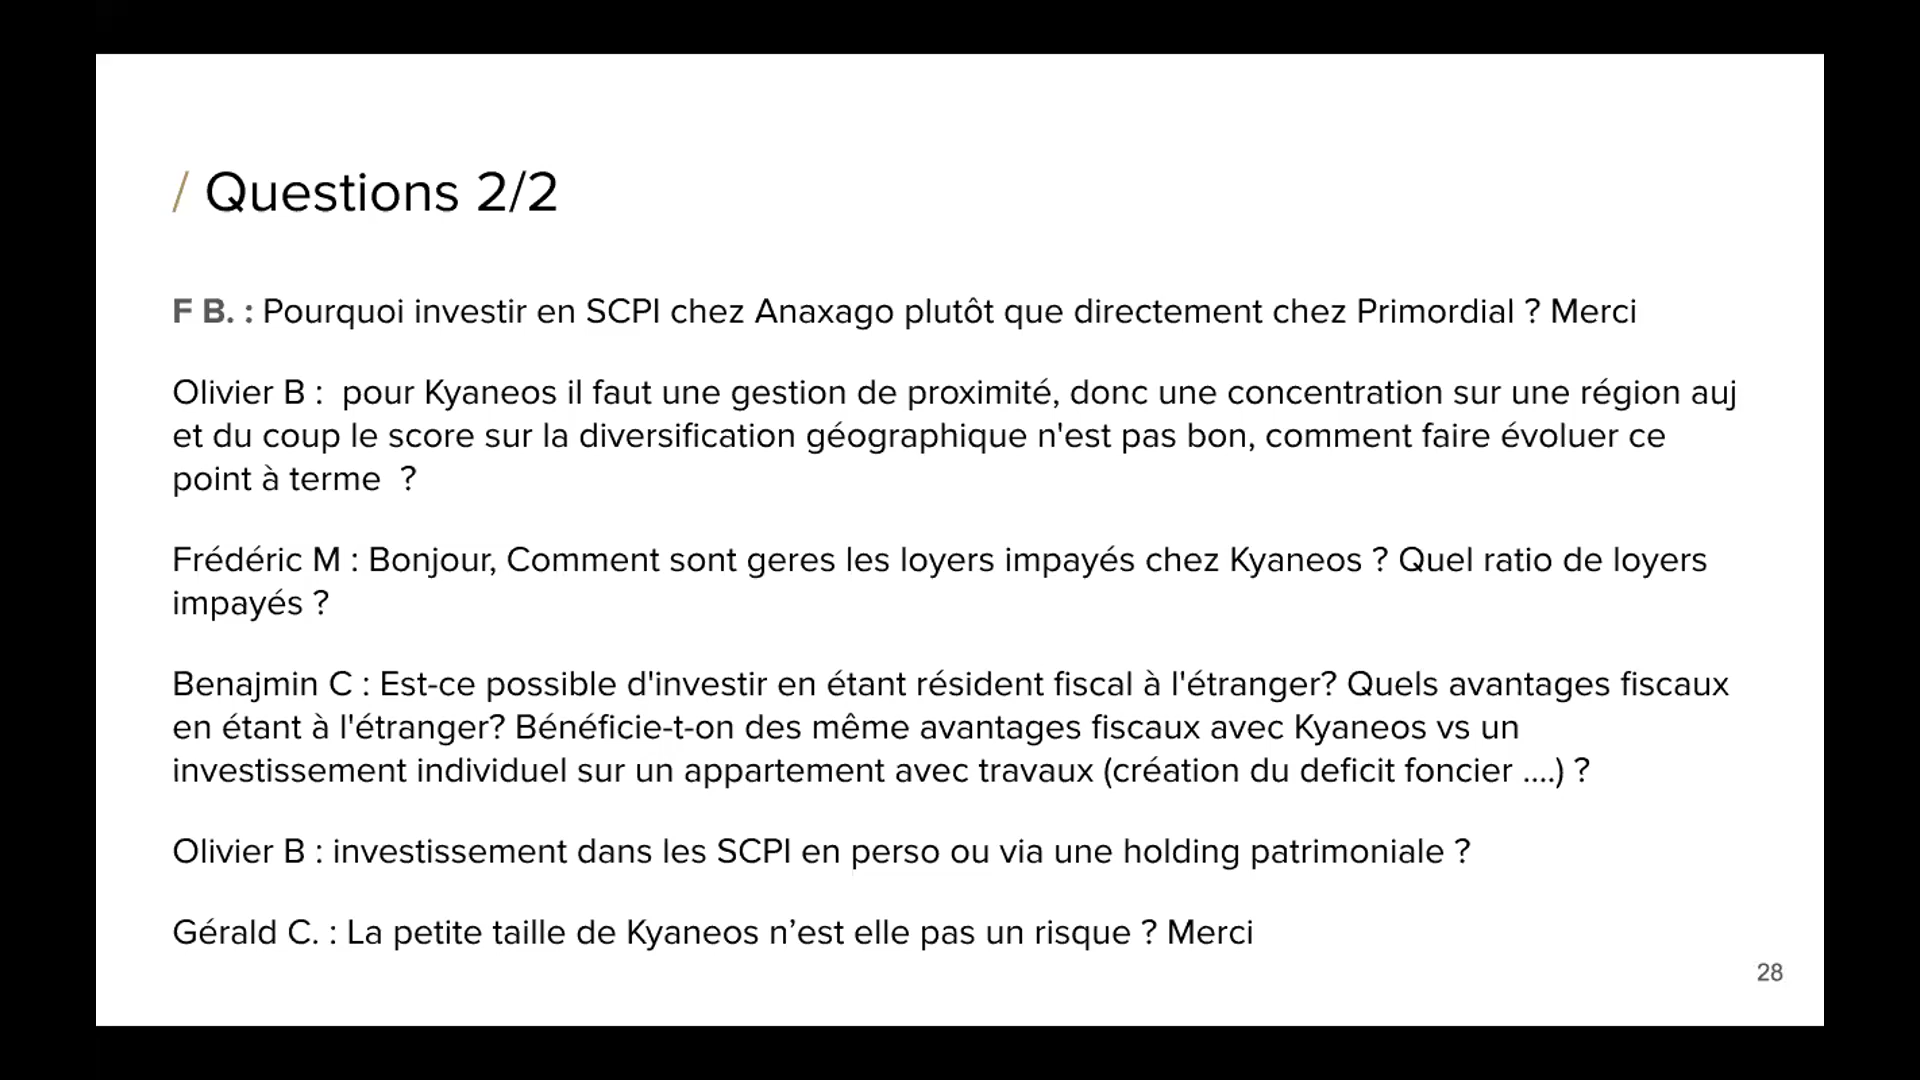 / Questions 2/2
F B. : Pourquoi investir en SCPI chez Anaxago plutôt que directement chez Primordial ? Merci
Olivier B :  pour Kyaneos il faut une gestion de proximité, donc une concentration sur une région auj
et du coup le score sur la diversification géographique n'est pas bon, comment faire évoluer ce
point à terme  ?
Frédéric M : Bonjour, Comment sont geres les loyers impayés chez Kyaneos ? Quel ratio de loyers
impayés ?
Benajmin C : Est-ce possible d'investir en étant résident fiscal à l'étranger? Quels avantages fiscaux
en étant à l'étranger? Bénéficie-t-on des même avantages fiscaux avec Kyaneos vs un
investissement individuel sur un appartement avec travaux (création du deficit foncier ....) ?
Olivier B : investissement dans les SCPI en perso ou via une holding patrimoniale ?
Gérald C. : La petite taille de Kyaneos n’est elle pas un risque ? Merci
28